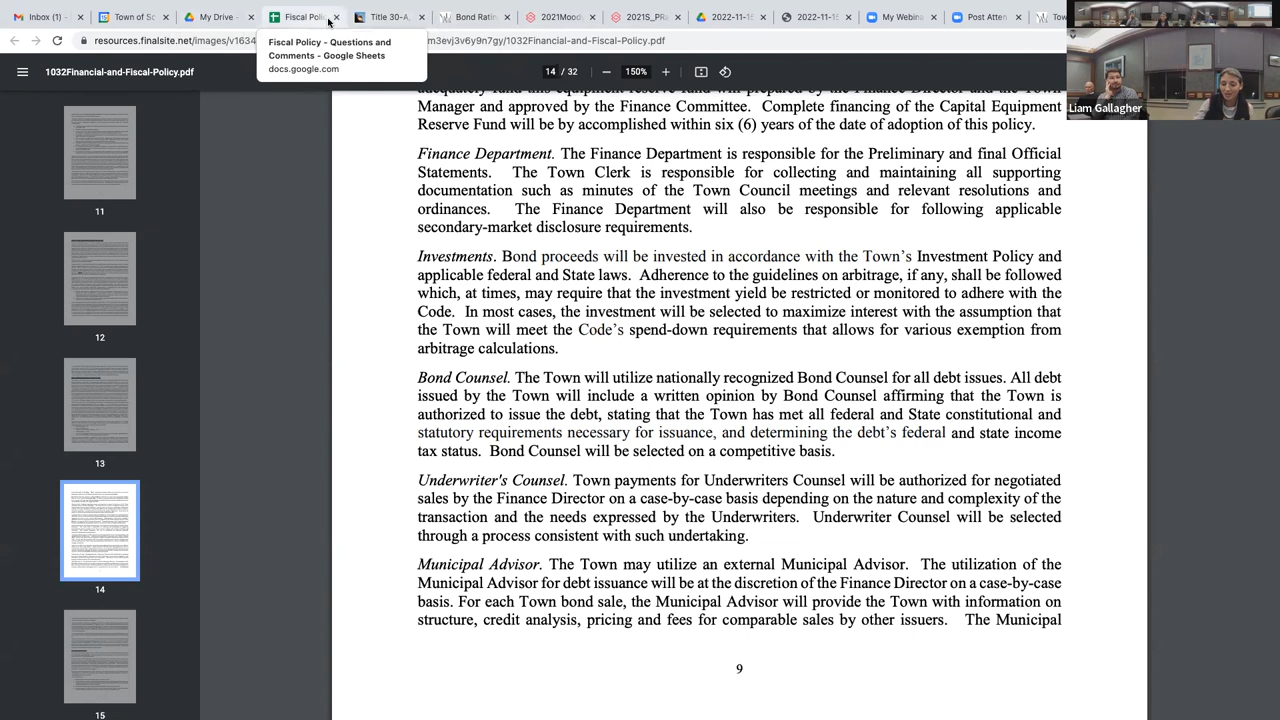 Inbox (1)
Town of Sc
My Drive -
Fiscal Poli
Title 30-A,
Bond Ratin
2021Mood
2021S_PRa
2022-11-15
2022-11-15
My Webina
Post Atten
Tow
resources.finalsite.net/images/v1634
m3evj3v6y9n7gy/1032Financial-and-Fiscal-Policy.pdf
Fiscal Policy - Questions and
Comments - Google Sheets
docs.google.com
1032Financial-and-Fiscal-Policy.pdf
14 / 32
150%
Liam Gallagher
11
12
13
14
15
Manager and approved by the Finance Committee. Complete financing of the Capital Equipment
Reserve Fund will be by accomplished within six (6) years of the date of adoption of this policy.
Finance Department. The Finance Department is responsible for the Preliminary and final Official
Statements. The Town Clerk is responsible for collecting and maintaining all supporting
documentation such as minutes of the Town Council meetings and relevant resolutions and
ordinances. The Finance Department will also be responsible for following applicable
secondary-market disclosure requirements.
Investments. Bond proceeds will be invested in accordance with the Town's Investment Policy and
applicable federal and State laws. Adherence to the guidelines on arbitrage, if any shall be followed
which, at times, may require that the investment yield be restricted or monitored to adhere with the
Code. In most cases, the investment will be selected to maximize interest with the assumption that
the Town will meet the Code's spend-down requirements that allows for various exemption from
arbitrage calculations.
Bond Counsel. The Town will utilize nationally recognized Bond Counsel for all debt issues. All debt
issued by the Town will include a written opinion by Bond Counsel affirming that the Town is
authorized to issue the debt, stating that the Town has met all federal and State constitutional and
statutory requirements necessary for issuance, and determining the debt's federal and state income
tax status. Bond Counsel will be selected on a competitive basis.
Underwriter's Counsel. Town payments for Underwriters Counsel will be authorized for negotiated
sales by the Finance Director on a case-by-case basis depending on the nature and complexity of the
transaction and the needs expressed by the Underwriters. Underwriter Counsel will be selected
through a process consistent with such undertaking.
Municipal Advisor. The Town may utilize an external Municipal Advisor. The utilization of the
Municipal Advisor for debt issuance will be at the discretion of the Finance Director on a case-by-case
basis. For each Town bond sale, the Municipal Advisor will provide the Town with information on
structure, credit analysis, pricing and fees for comparable sales by other issuers. The Municipal
9